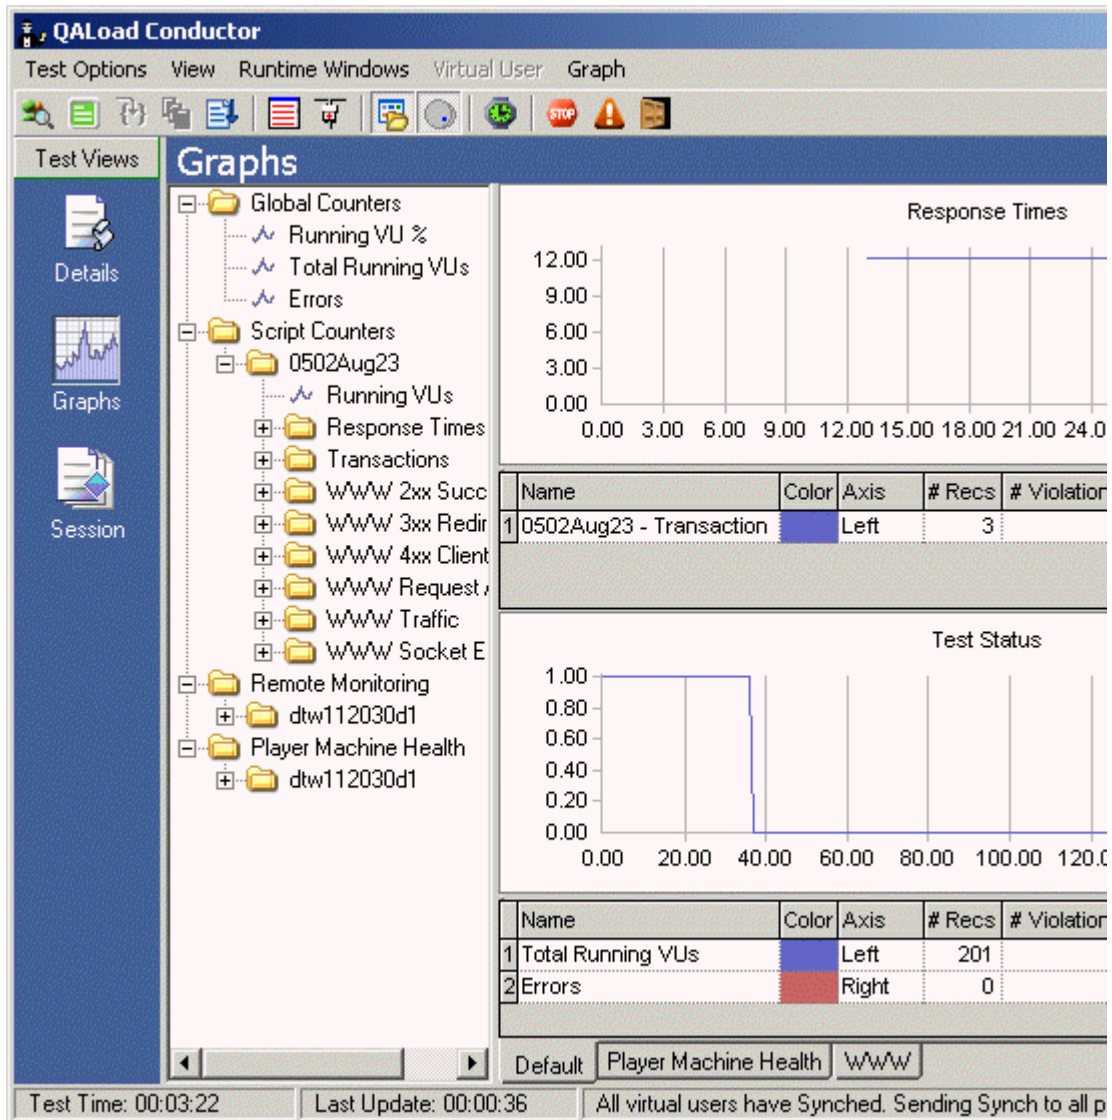 QALoad Conductor
Test Options View Runtime Windows Virtual User Graph
STOP
Test Views
Graphs
Details
Graphs
Session
Global Counters
Running VU %
Total Running VUs
Errors
Script Counters
0502Aug23
Running VUs
Response Times
Transactions
WWW 2xx Succ
WWW 3xx Redir
WWW 4xx Client
WWW Request
WWW Traffic
WWW Socket E
Remote Monitoring
dtw112030d1
Player Machine Health
dtw112030d1
Response Times
12.00
9.00
6.00
3.00
0.00
0.00 3.00 6.00 9.00 12.00 15.00 18.00 21.00 24.0
Name Color Axis # Recs # Violation
1 0502Aug23 - Transaction Left 3
Test Status
1.00
0.80
0.60
0.40
0.20
0.00
0.00 20.00 40.00 60.00 80.00 100.00 120.0
Name Color Axis # Recs # Violation
1 Total Running VUs Left 201
2 Errors Right 0
Default Player Machine Health WWW
Test Time: 00:03:22 Last Update: 00:00:36 All virtual users have Synched. Sending Synch to all p